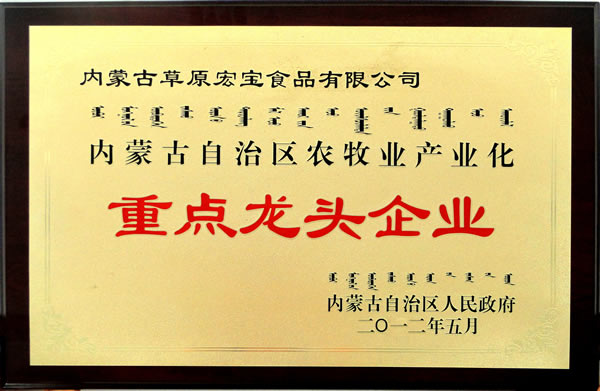 内蒙古草原宏宝食品有限公司
内蒙古自治区农牧业产业化
重点龙头企业
内蒙古自治区人民政府
二〇一二年五月